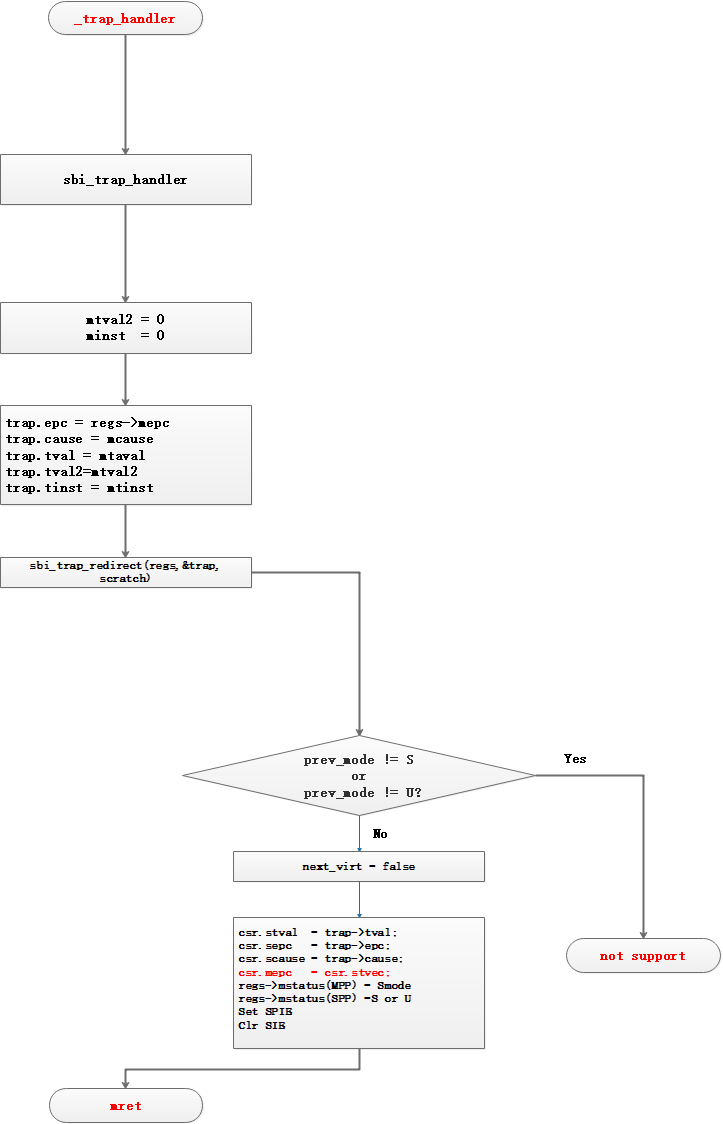 _trap_handler
sbi_trap_handler
mtval2 = 0
minst = 0
trap.epc = regs->mepc
trap.cause = mcause
trap.tval = mtaval
trap.tval2=mtval2
trap.tinst = mtinst
sbi_trap_redirect(regs,&trap,
scratch)
prev_mode != S
or
prev_mode != U?
Yes
No
next_virt = false
csr.stval = trap->tval;
csr.sepc = trap->epc;
csr.scause = trap->cause;
csr.mepc = csr.stvec;
regs->mstatus(MPP) = Smode
regs->mstatus(SPP) =S or U
Set SPIE
Clr SIE
not support
mret